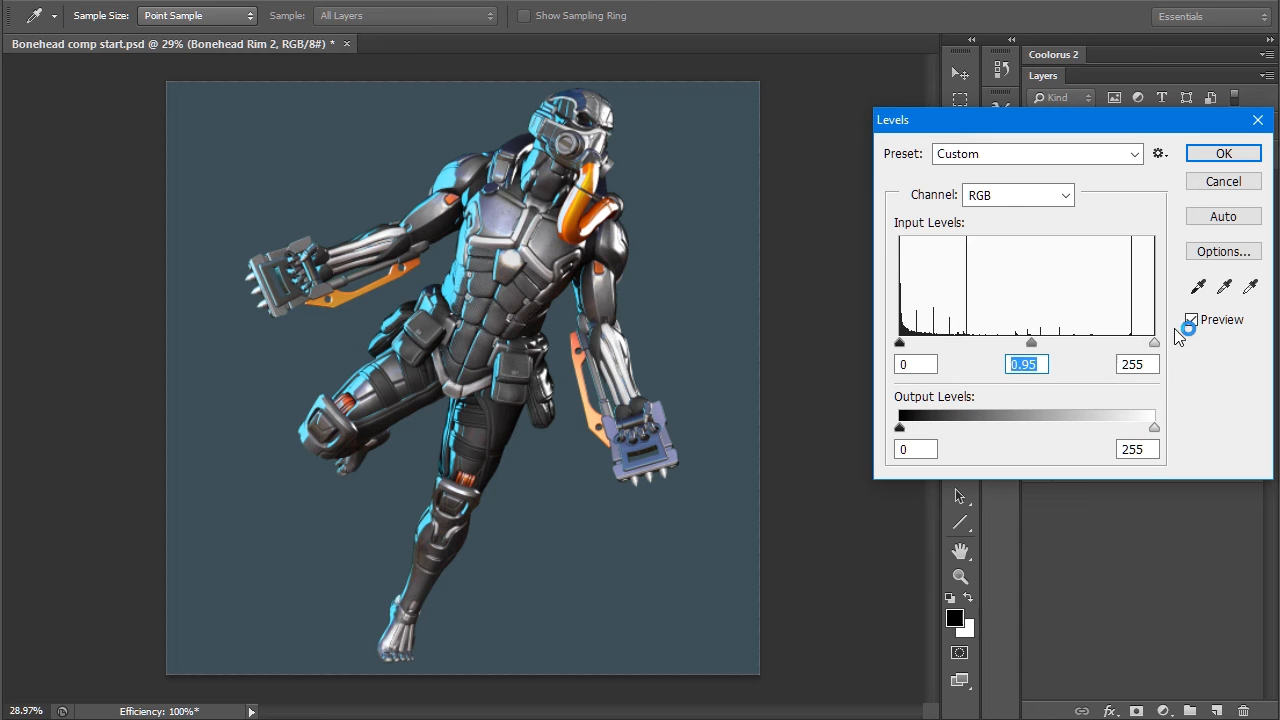 Sample Size: Point Sample Sample: All Layers Show Sampling Ring Essentials
Bonehead comp start.psd @ 29% (Bonehead Rim 2, RGB/8#) * ×
Coolorus 2
Layers
Kind
Levels
Preset: Custom
OK
Cancel
Channel: RGB
Auto
Input Levels:
Options...
Preview
0 0.95 255
Output Levels:
0 255
28.97% Efficiency: 100%*